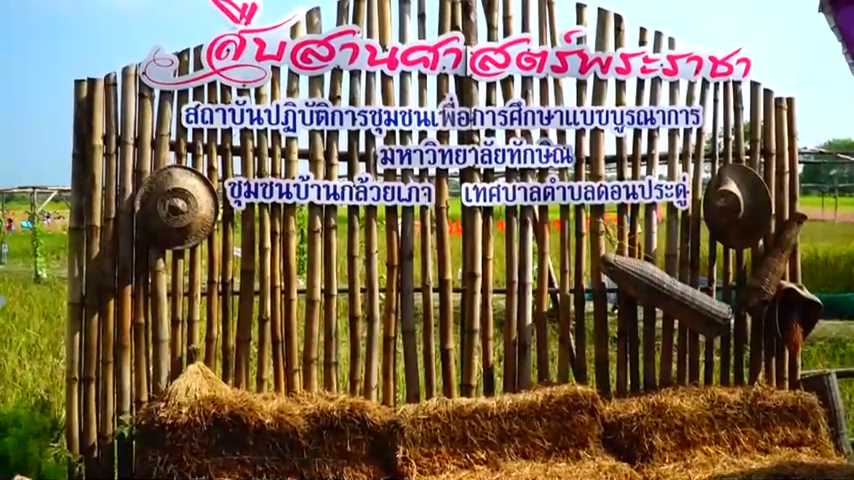 สืบสานศาสตร์พระราชา
สถาบันปฏิบัติการชุมชนเพื่อการศึกษาแบบบูรณาการ
มหาวิทยาลัยทักษิณ
ชุมชนบ้านกล้วยเภา เทศบาลตำบลดอนประดู่